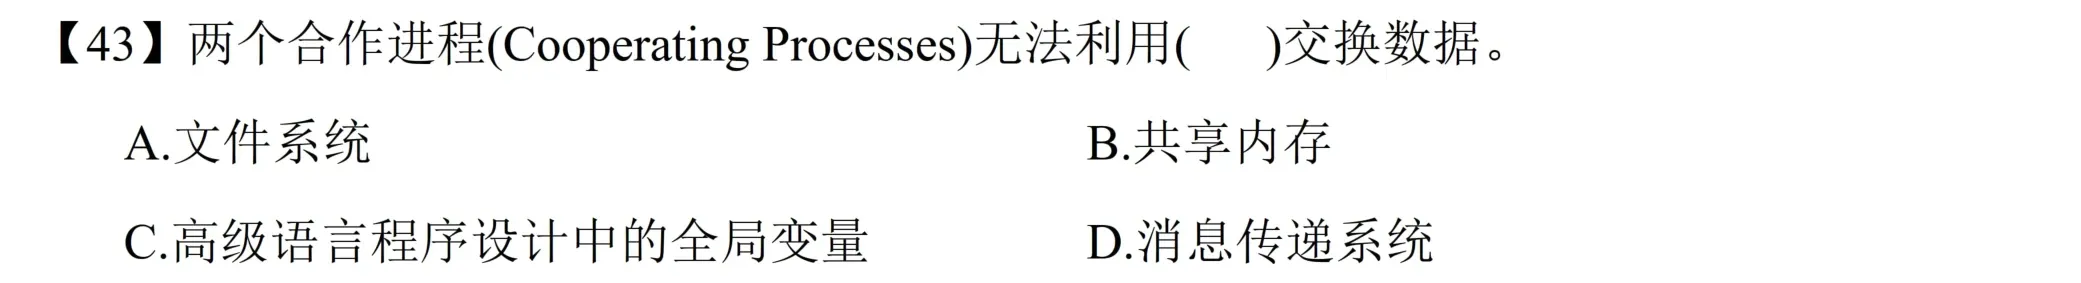 【43】两个合作进程(Cooperating Processes)无法利用(    )交换数据。
A.文件系统    B.共享内存
C.高级语言程序设计中的全局变量    D.消息传递系统